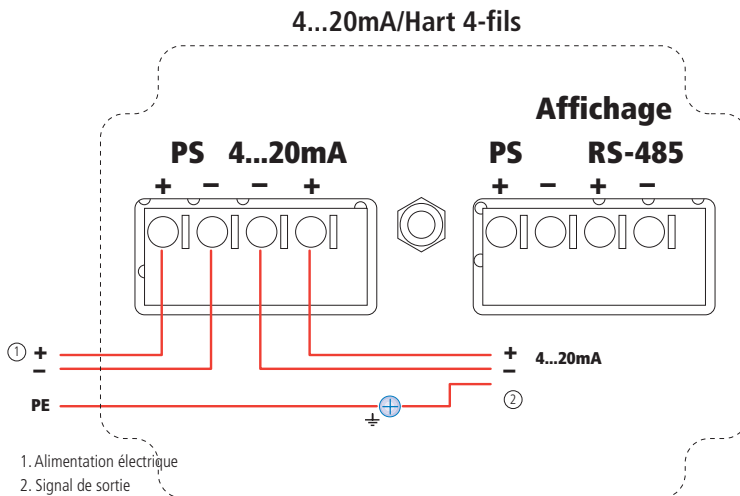 4...20mA/Hart 4-fils
Affichage
PS 4...20mA PS RS-485
+ − − + + − + −
① + + 4...20mA
− −
PE ②
1. Alimentation électrique
2. Signal de sortie